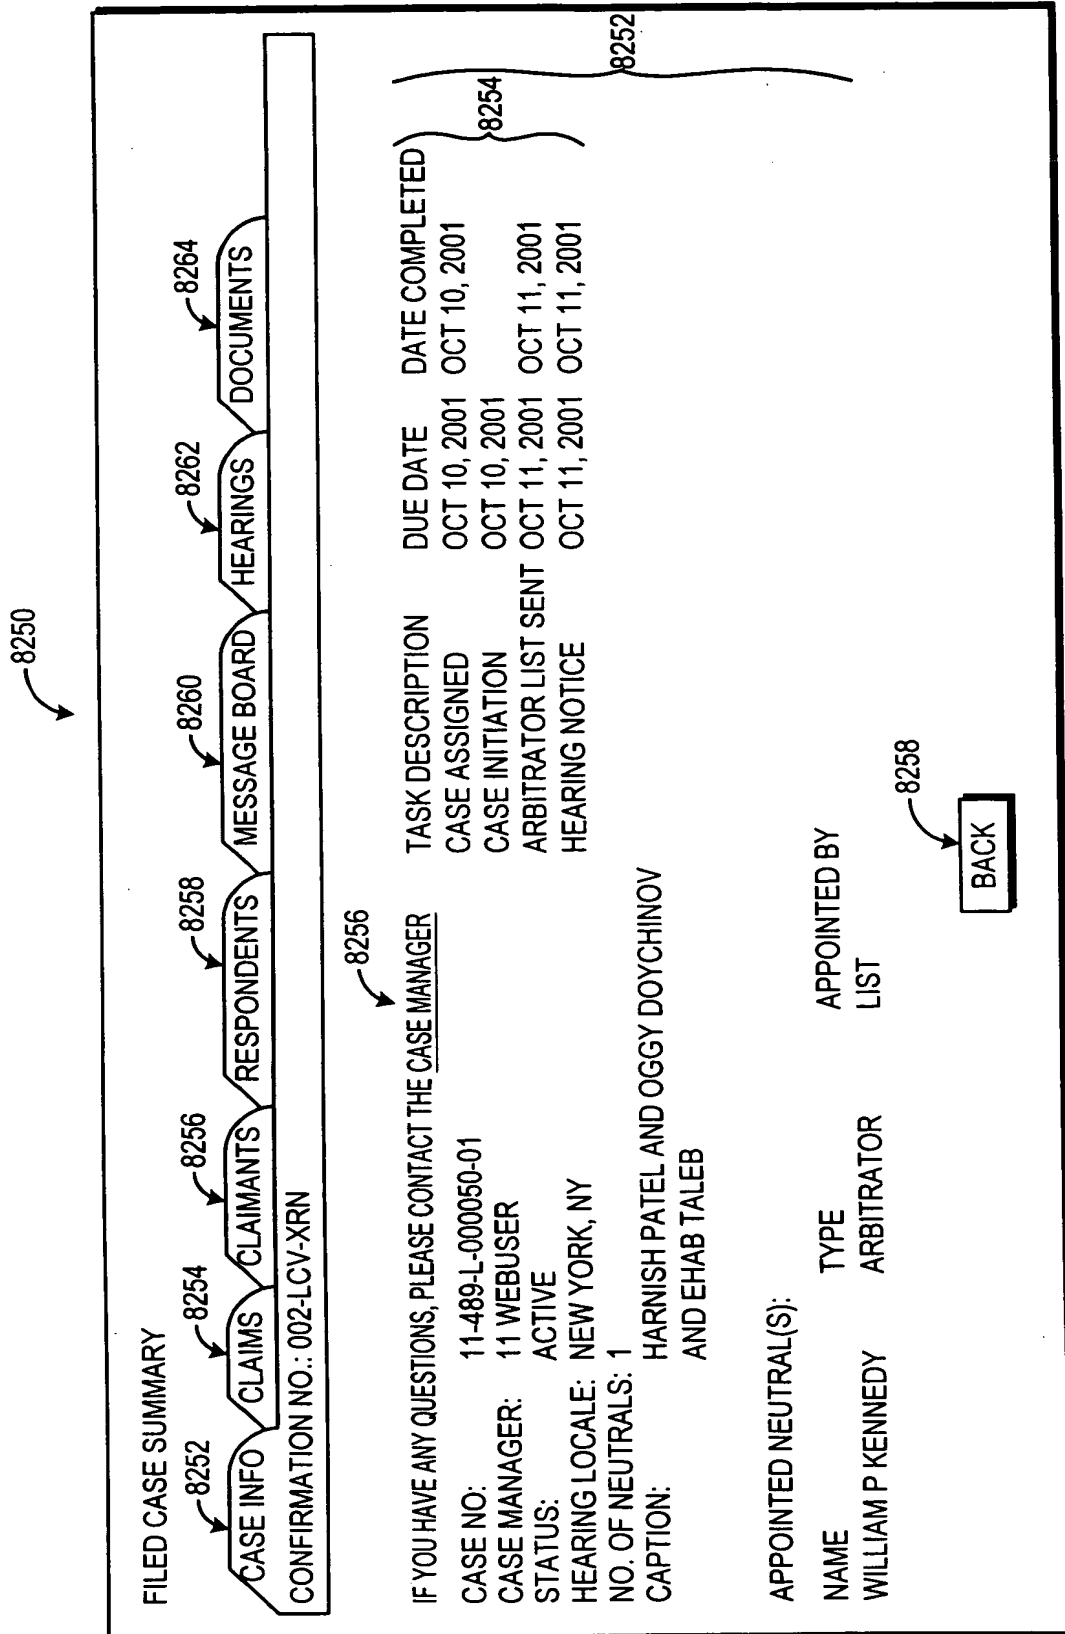 8250
FILED CASE SUMMARY
8252 8254 8256 8258 8260 8262 8264
CASE INFO CLAIMS CLAIMANTS RESPONDENTS MESSAGE BOARD HEARINGS DOCUMENTS
CONFIRMATION NO.: 002-LCV-XRN
8256
IF YOU HAVE ANY QUESTIONS, PLEASE CONTACT THE CASE MANAGER
CASE NO: 11-489-L-000050-01
CASE MANAGER: 11 WEBUSER
STATUS: ACTIVE
HEARING LOCALE: NEW YORK, NY
NO. OF NEUTRALS: 1
CAPTION: HARNISH PATEL AND OGGY DOYCHINOV
AND EHAB TALEB
TASK DESCRIPTION DUE DATE DATE COMPLETED
CASE ASSIGNED OCT 10, 2001 OCT 10, 2001
CASE INITIATION OCT 10, 2001
ARBITRATOR LIST SENT OCT 11, 2001 OCT 11, 2001
HEARING NOTICE OCT 11, 2001 OCT 11, 2001
8254
8252
APPOINTED NEUTRAL(S):
NAME TYPE APPOINTED BY
WILLIAM P KENNEDY ARBITRATOR LIST
8258
BACK